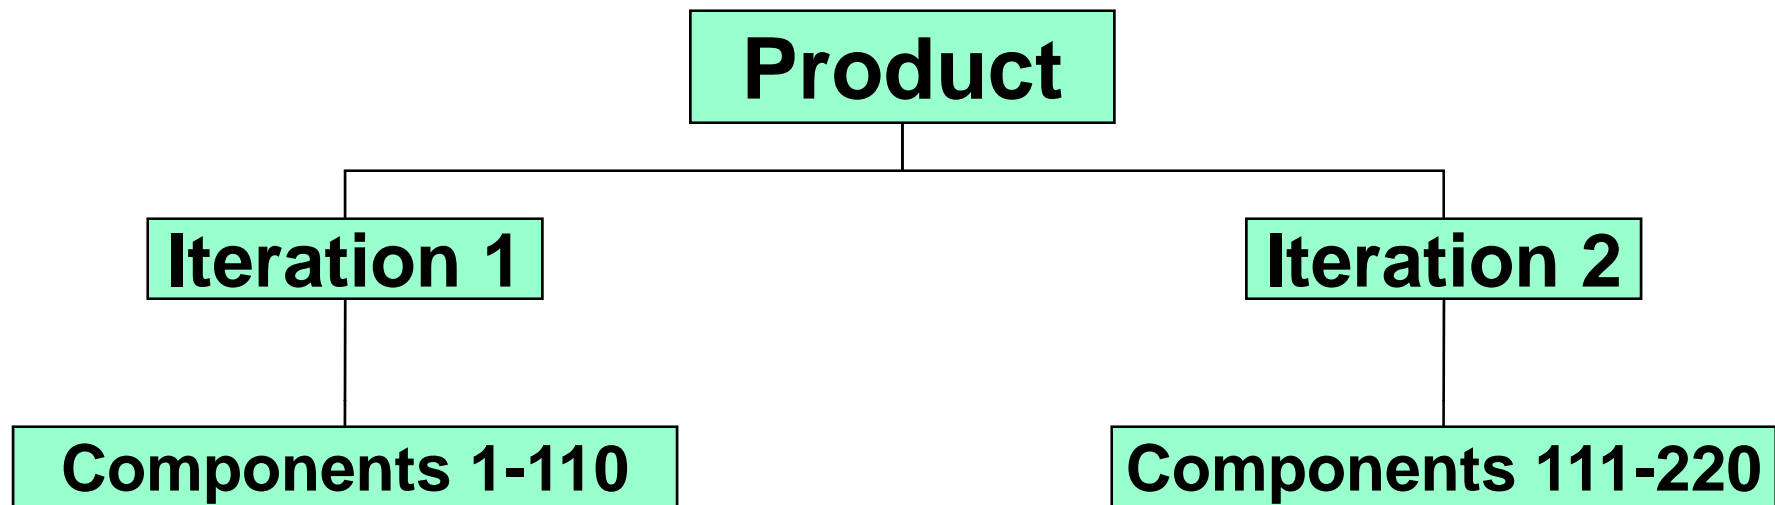 Product
Iteration 1
Iteration 2
Components 1-110
Components 111-220